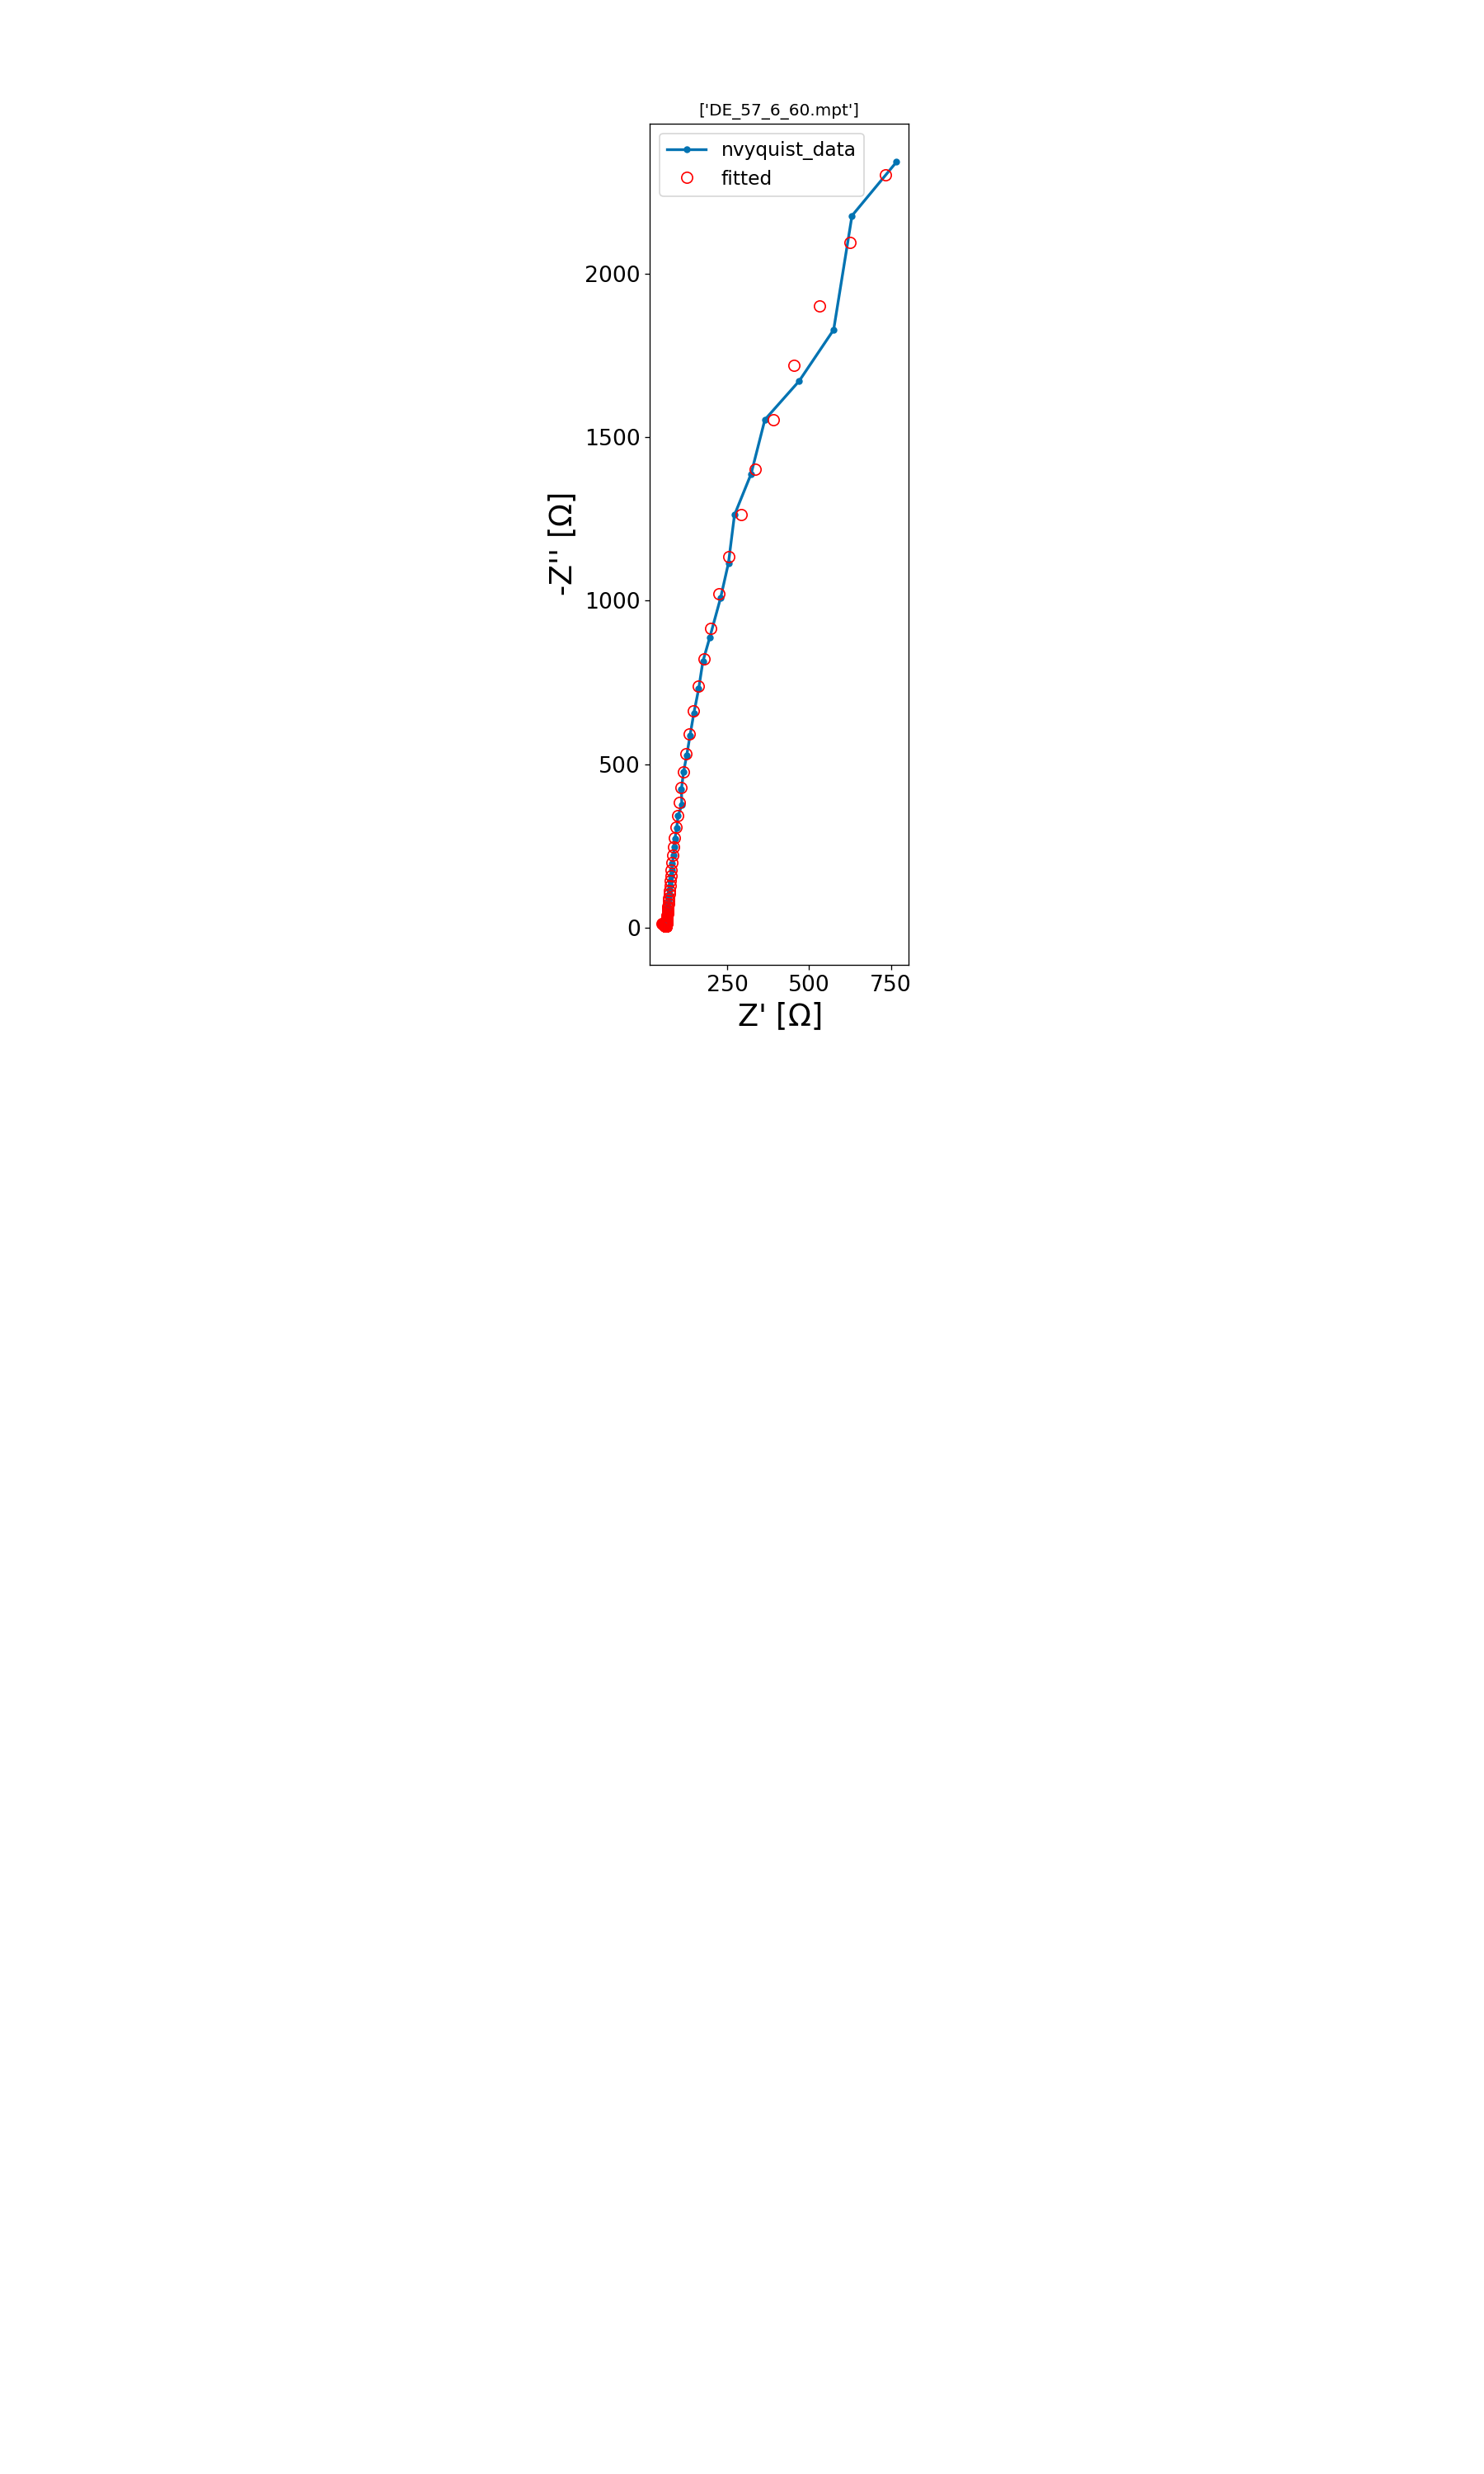 ['DE_57_6_60.mpt']
nvyquist_data
fitted
2000
1500
1000
500
0
-Z'' [Ω]
250 500 750
Z' [Ω]